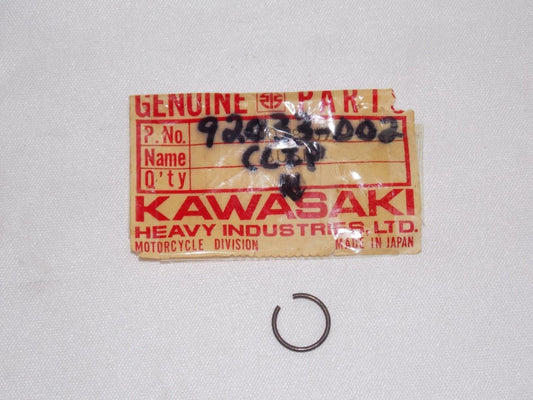 GENUINE PARTS
P.No. 92033-002
Name CLIP
Q'ty
KAWASAKI
HEAVY INDUSTRIES, LTD.
MOTORCYCLE DIVISION MADE IN JAPAN